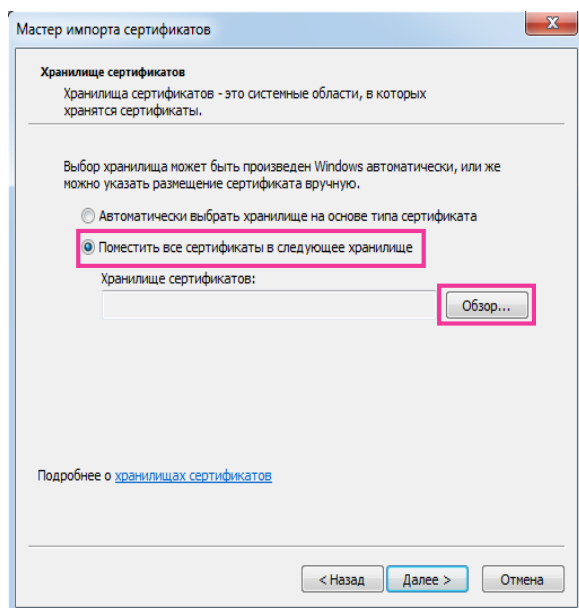 Мастер импорта сертификатов
Хранилище сертификатов
Хранилища сертификатов - это системные области, в которых
хранятся сертификаты.
Выбор хранилища может быть произведен Windows автоматически, или же
можно указать размещение сертификата вручную.
Автоматически выбрать хранилище на основе типа сертификата
Поместить все сертификаты в следующее хранилище
Хранилище сертификатов:
Обзор...
Подробнее о хранилищах сертификатов
< Назад Далее > Отмена